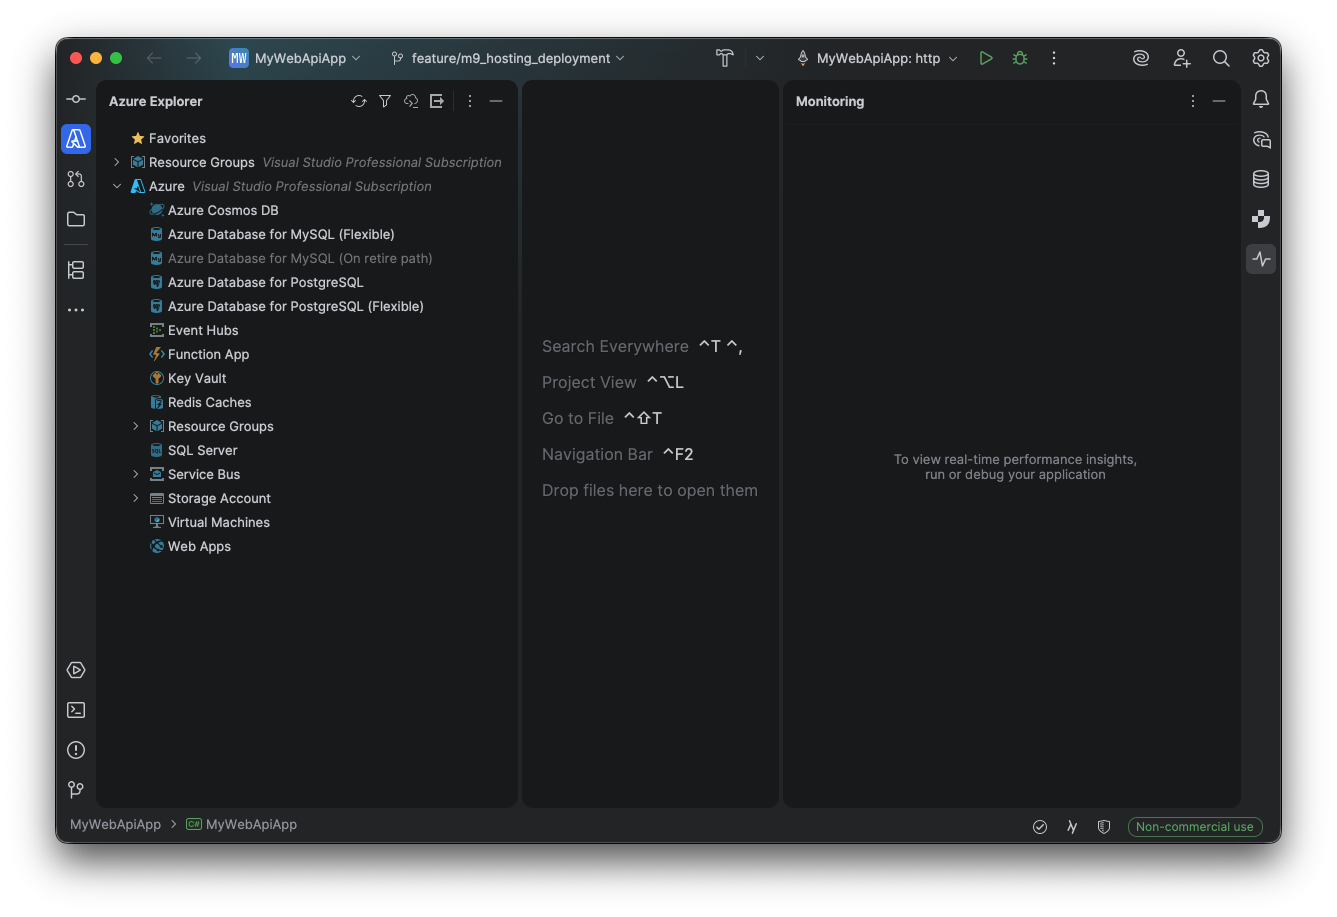 MW MyWebApiApp feature/m9_hosting_deployment MyWebApiApp: http
Azure Explorer
Favorites
Resource Groups Visual Studio Professional Subscription
Azure Visual Studio Professional Subscription
Azure Cosmos DB
Azure Database for MySQL (Flexible)
Azure Database for MySQL (On retire path)
Azure Database for PostgreSQL
Azure Database for PostgreSQL (Flexible)
Event Hubs
Function App
Key Vault
Redis Caches
Resource Groups
SQL Server
Service Bus
Storage Account
Virtual Machines
Web Apps
Search Everywhere ^T ^,
Project View ^⌥L
Go to File ^⇧T
Navigation Bar ^F2
Drop files here to open them
Monitoring
To view real-time performance insights,
run or debug your application
MyWebApiApp > C# MyWebApiApp
Non-commercial use